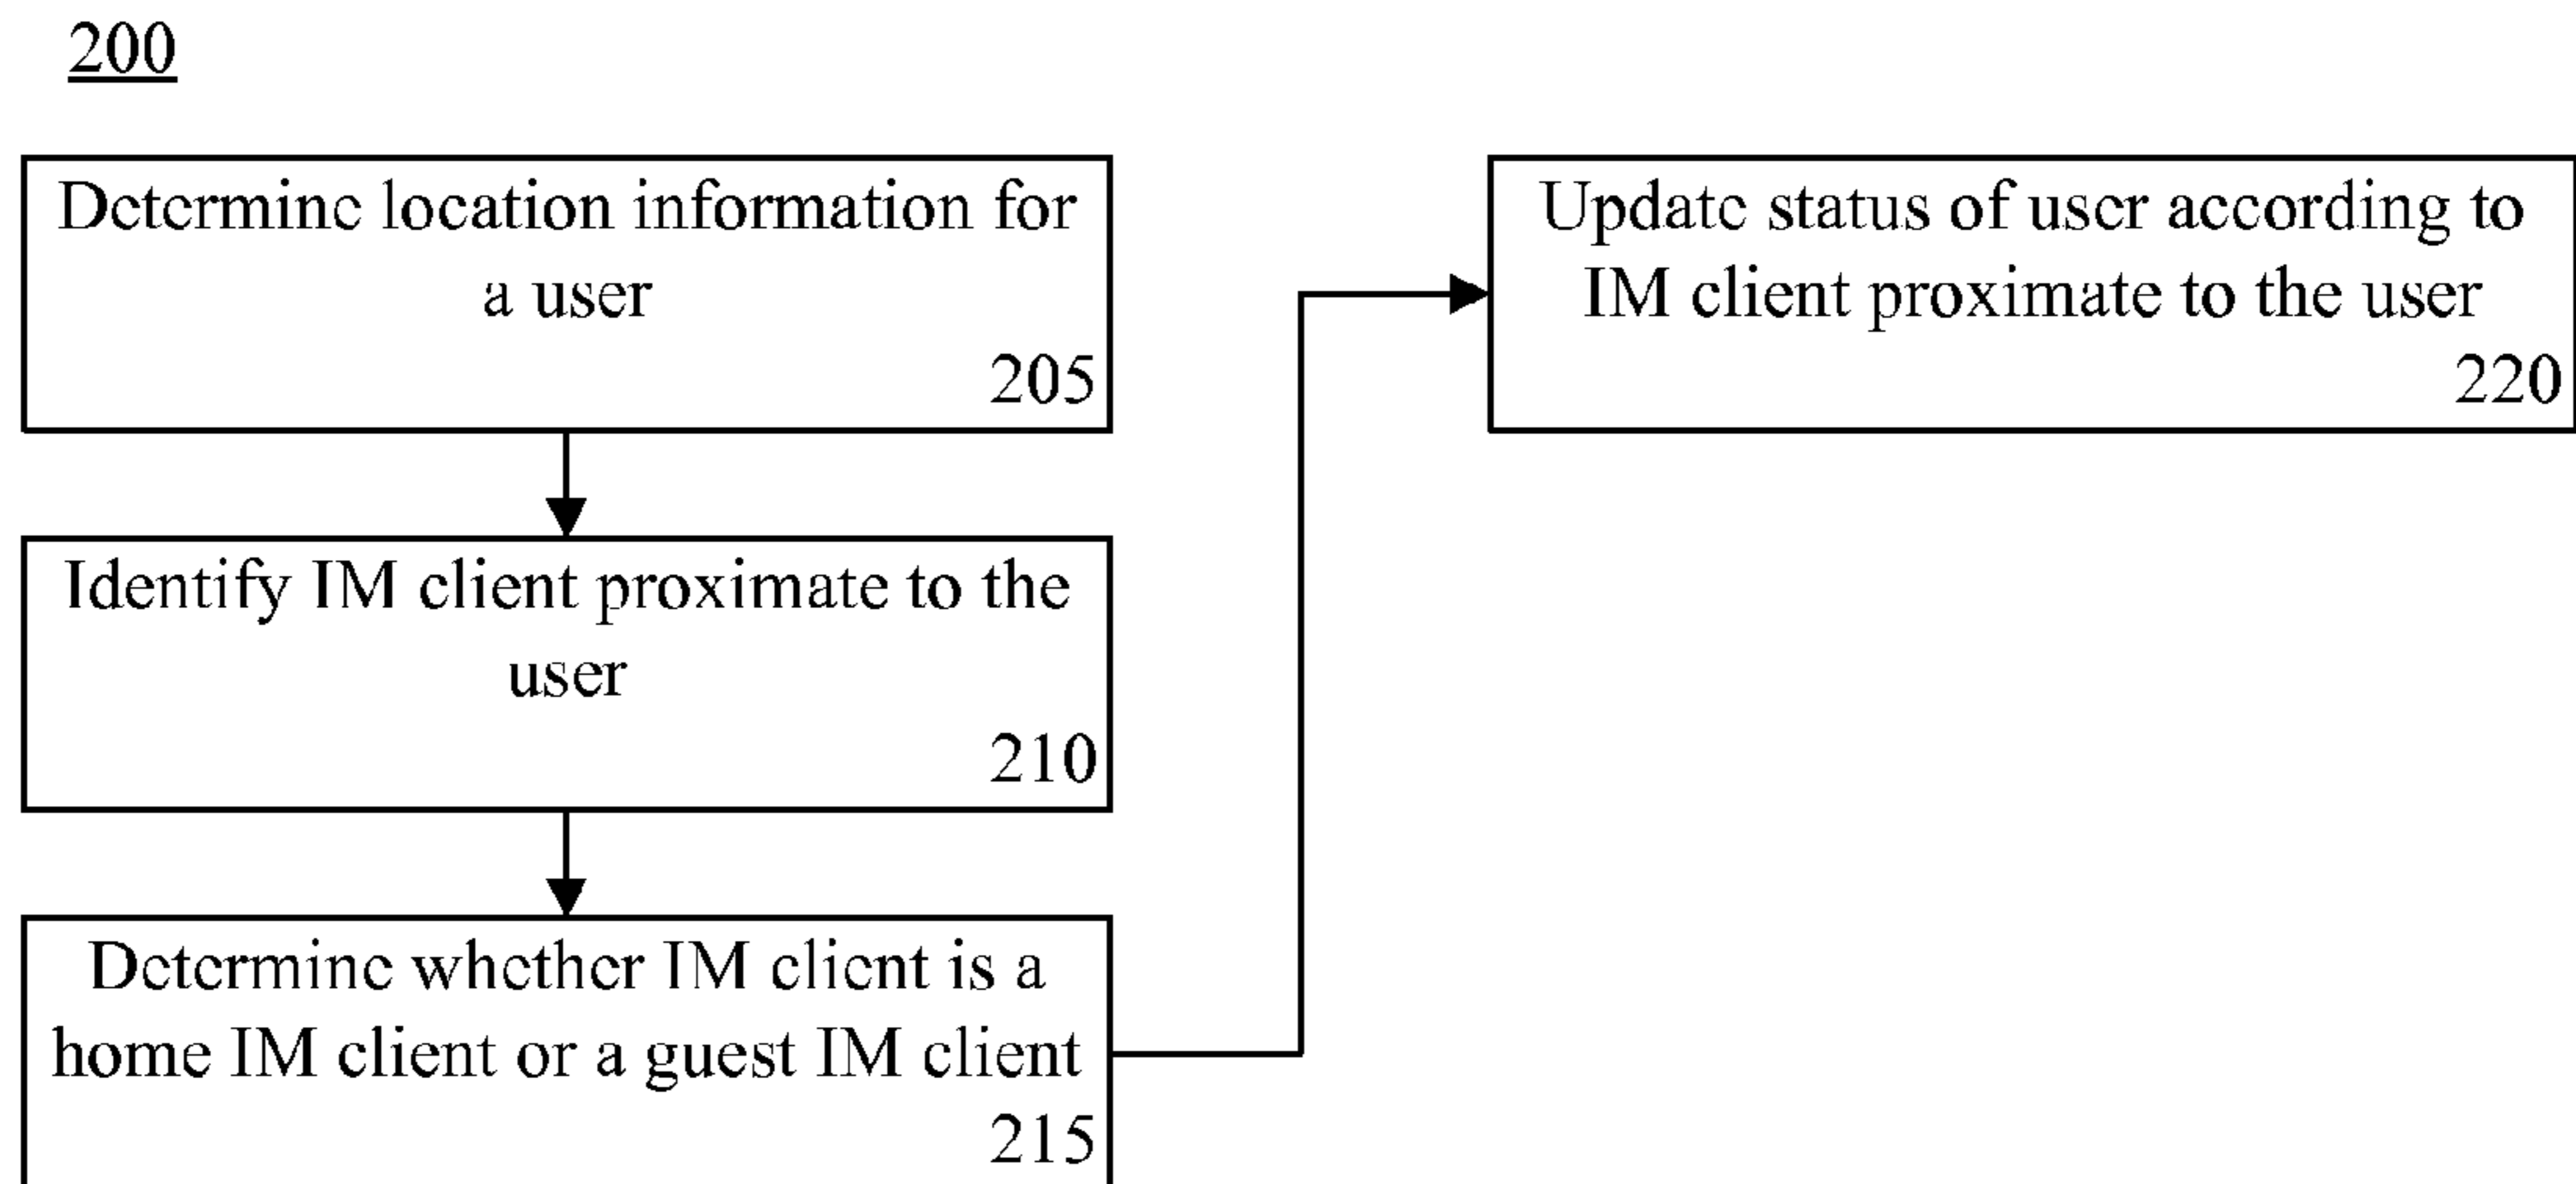 200
Determine location information for
a user
205
Identify IM client proximate to the
user
210
Determine whether IM client is a
home IM client or a guest IM client
215
Update status of user according to
IM client proximate to the user
220